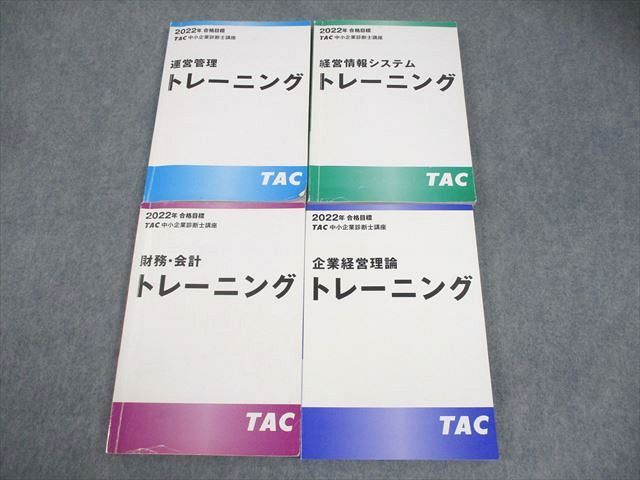 2022年 合格目標
TAC 中小企業診断士講座
運営管理
トレーニング
TAC
2022年 合格目標
TAC 中小企業診断士講座
経営情報システム
トレーニング
TAC
2022年 合格目標
TAC 中小企業診断士講座
財務・会計
トレーニング
TAC
2022年 合格目標
TAC 中小企業診断士講座
企業経営理論
トレーニング
TAC